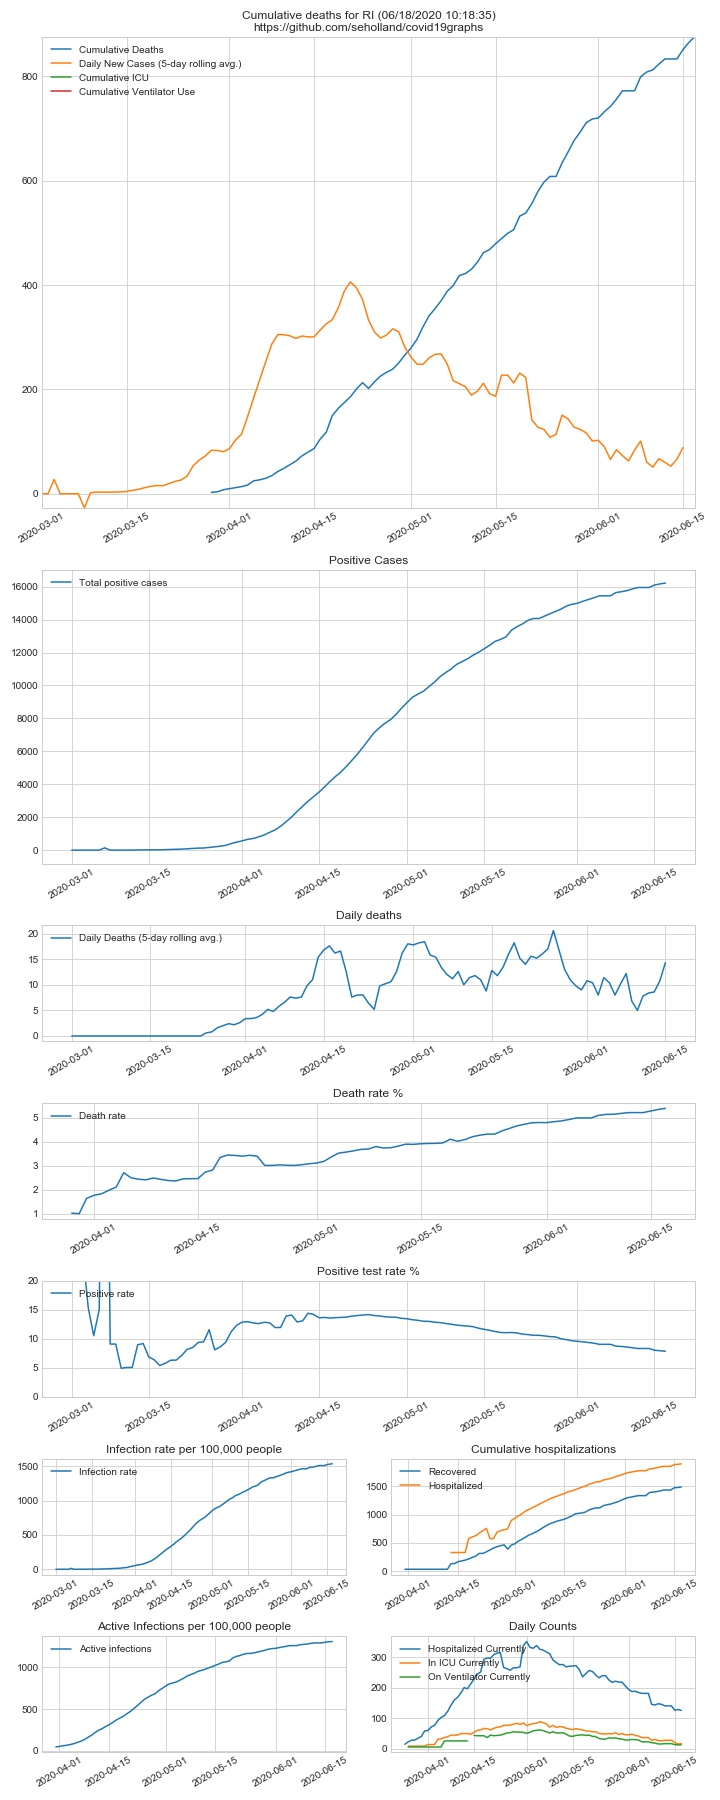 Cumulative deaths for RI (06/18/2020 10:18:35)
https://github.com/seholland/covid19graphs
Cumulative Deaths
Daily New Cases (5-day rolling avg.)
Cumulative ICU
Cumulative Ventilator Use
800
600
400
200
0
2020-03-01 2020-03-15 2020-04-01 2020-04-15 2020-05-01 2020-05-15 2020-06-01 2020-06-15
Positive Cases
Total positive cases
16000
14000
12000
10000
8000
6000
4000
2000
0
2020-03-01 2020-03-15 2020-04-01 2020-04-15 2020-05-01 2020-05-15 2020-06-01 2020-06-15
Daily deaths
Daily Deaths (5-day rolling avg.)
20
15
10
5
0
2020-03-01 2020-03-15 2020-04-01 2020-04-15 2020-05-01 2020-05-15 2020-06-01 2020-06-15
Death rate %
Death rate
5
4
3
2
1
2020-04-01 2020-04-15 2020-05-01 2020-05-15 2020-06-01 2020-06-15
Positive test rate %
Positive rate
20
15
10
5
0
2020-03-01 2020-03-15 2020-04-01 2020-04-15 2020-05-01 2020-05-15 2020-06-01 2020-06-15
Infection rate per 100,000 people
Infection rate
1500
1000
500
0
2020-03-01 2020-03-15 2020-04-01 2020-04-15 2020-05-01 2020-05-15 2020-06-01 2020-06-15
Cumulative hospitalizations
Recovered
Hospitalized
1500
1000
500
0
2020-04-01 2020-04-15 2020-05-01 2020-05-15 2020-06-01 2020-06-15
Active Infections per 100,000 people
Active infections
1000
500
0
2020-04-01 2020-04-15 2020-05-01 2020-05-15 2020-06-01 2020-06-15
Daily Counts
Hospitalized Currently
In ICU Currently
On Ventilator Currently
300
200
100
0
2020-04-01 2020-04-15 2020-05-01 2020-05-15 2020-06-01 2020-06-15